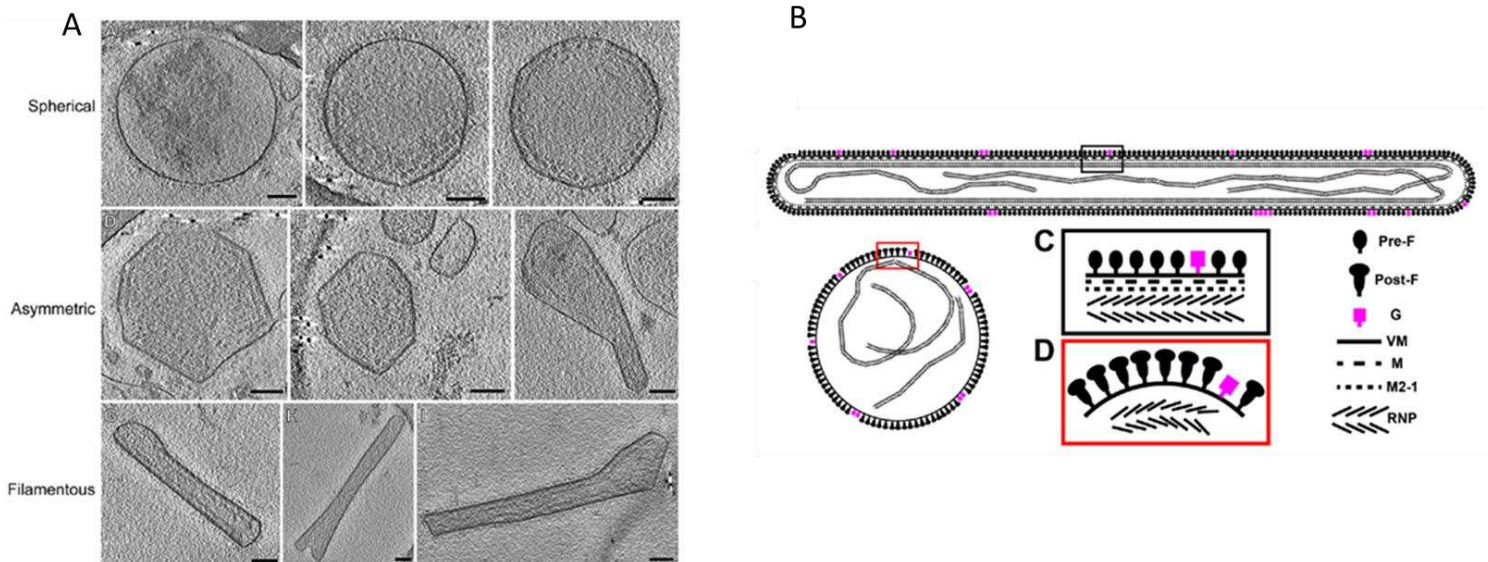 A
B
A
Spherical
D
Asymmetric
G
H
I
Filamentous
C
Pre-F
Post-F
G
VM
D
M
M2-1
RNP